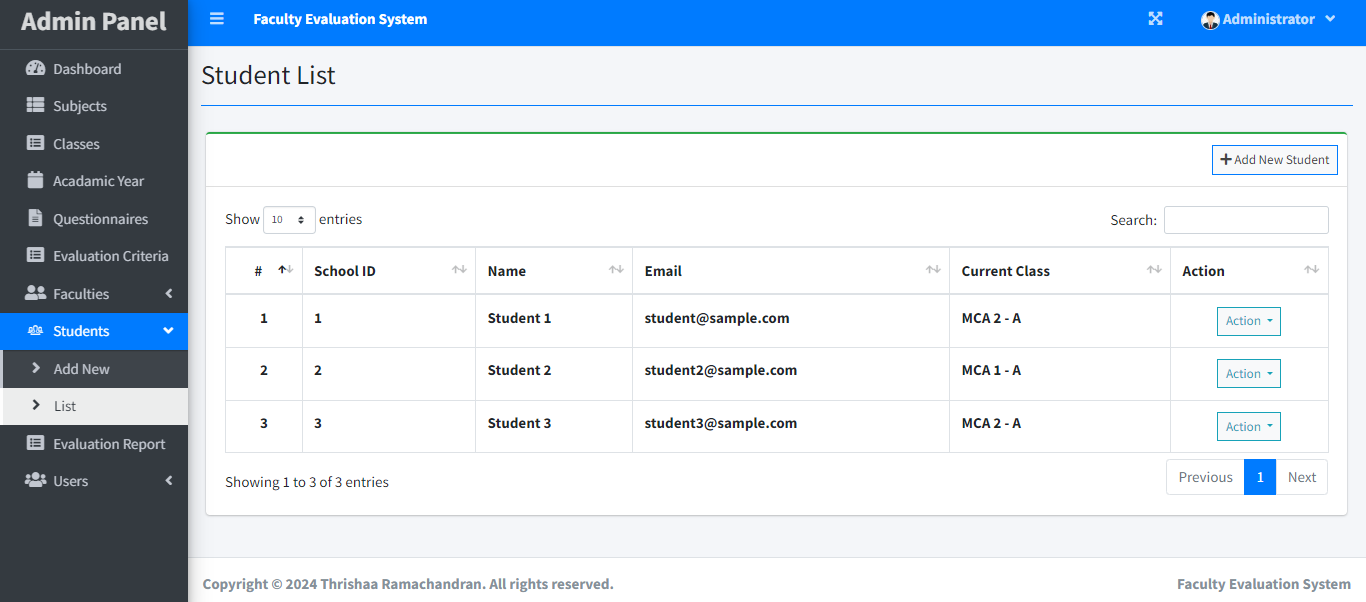 Admin Panel
Faculty Evaluation System
Administrator
Dashboard
Subjects
Classes
Acadamic Year
Questionnaires
Evaluation Criteria
Faculties
Students
Add New
List
Evaluation Report
Users
Student List
Add New Student
Show 10 entries
Search:
# School ID Name Email Current Class Action
1 1 Student 1 student@sample.com MCA 2 - A Action
2 2 Student 2 student2@sample.com MCA 1 - A Action
3 3 Student 3 student3@sample.com MCA 2 - A Action
Showing 1 to 3 of 3 entries
Previous 1 Next
Copyright © 2024 Thrishaa Ramachandran. All rights reserved.
Faculty Evaluation System